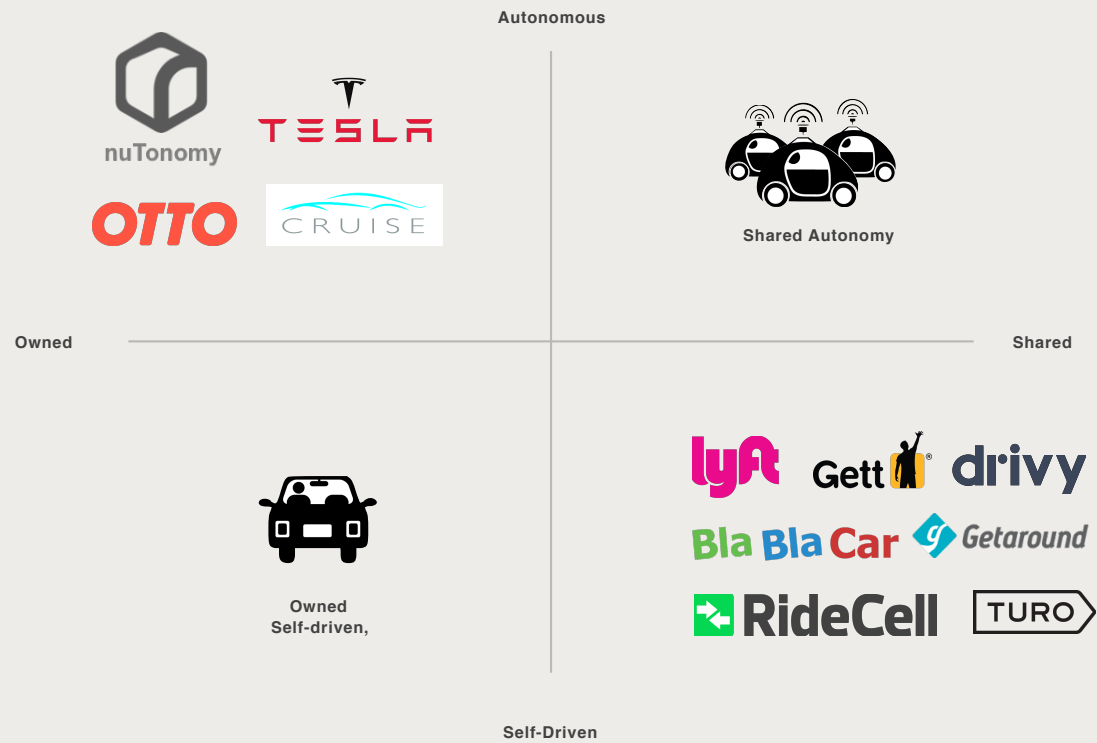 Autonomous
nuTonomy
TESLA
OTTO
CRUISE
Shared Autonomy
Owned
Shared
lyft
Gett®
drivy
Bla Bla Car
Getaround
RideCell
TURO
Owned
Self-driven,
Self-Driven